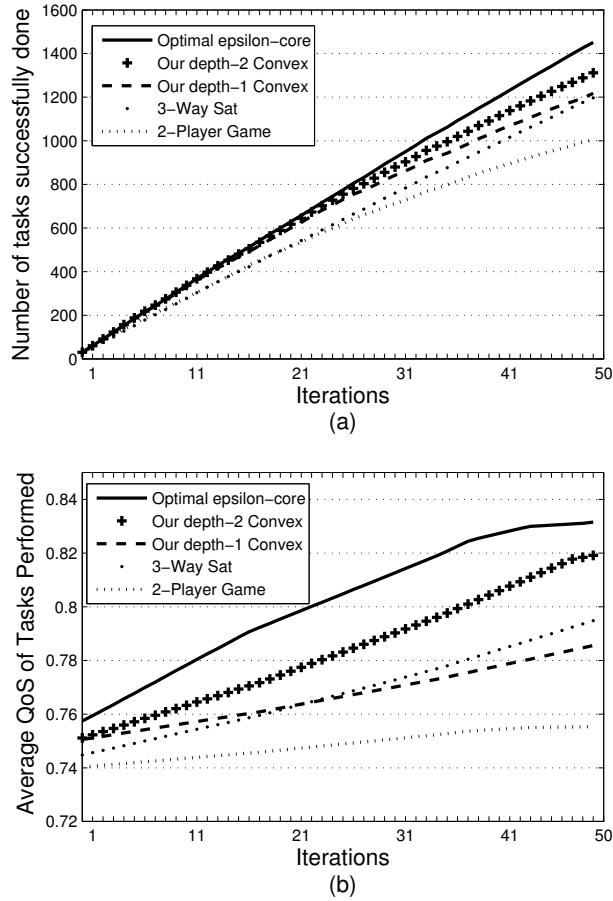 1600
1400
1200
1000
800
600
400
200
0
Number of tasks successfully done
Optimal epsilon-core
Our depth-2 Convex
Our depth-1 Convex
3-Way Sat
2-Player Game
1 11 21 31 41 50
Iterations
(a)
0.84
0.82
0.8
0.78
0.76
0.74
0.72
Average QoS of Tasks Performed
Optimal epsilon-core
Our depth-2 Convex
Our depth-1 Convex
3-Way Sat
2-Player Game
1 11 21 31 41 50
Iterations
(b)